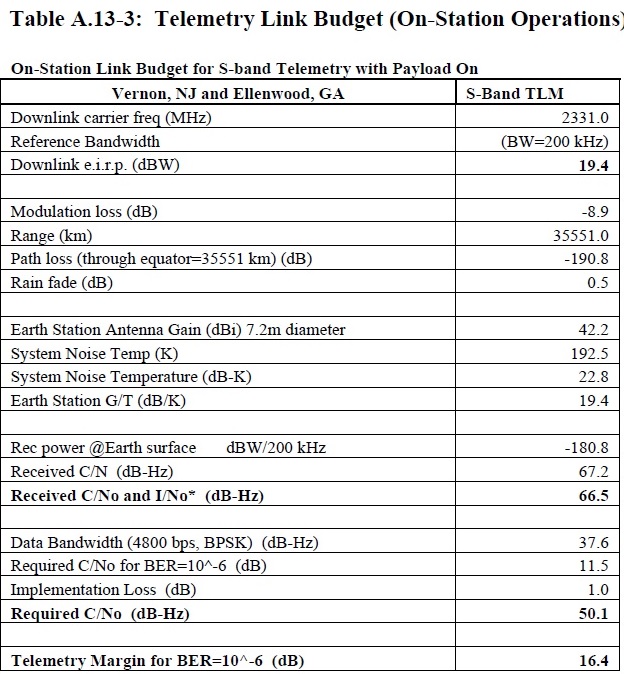 Table A.13-3: Telemetry Link Budget (On-Station Operations)
On-Station Link Budget for S-band Telemetry with Payload On
Vernon, NJ and Ellenwood, GA S-Band TLM
Downlink carrier freq (MHz) 2331.0
Reference Bandwidth (BW=200 kHz)
Downlink e.i.r.p. (dBW) 19.4
Modulation loss (dB) -8.9
Range (km) 35551.0
Path loss (through equator=35551 km) (dB) -190.8
Rain fade (dB) 0.5
Earth Station Antenna Gain (dBi) 7.2m diameter 42.2
System Noise Temp (K) 192.5
System Noise Temperature (dB-K) 22.8
Earth Station G/T (dB/K) 19.4
Rec power @Earth surface dBW/200 kHz -180.8
Received C/N (dB-Hz) 67.2
Received C/No and I/No* (dB-Hz) 66.5
Data Bandwidth (4800 bps, BPSK) (dB-Hz) 37.6
Required C/No for BER=10^-6 (dB) 11.5
Implementation Loss (dB) 1.0
Required C/No (dB-Hz) 50.1
Telemetry Margin for BER=10^-6 (dB) 16.4